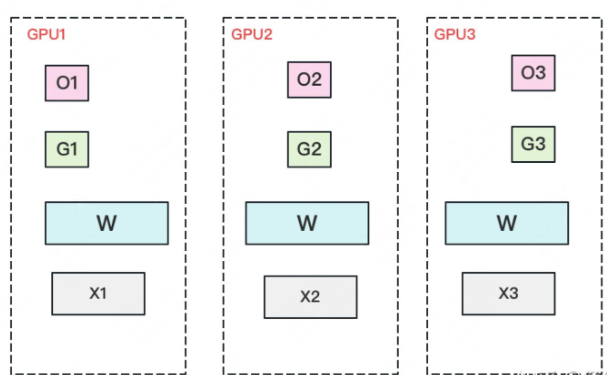 GPU1 GPU2 GPU3
O1 O2 O3
G1 G2 G3
W W W
X1 X2 X3